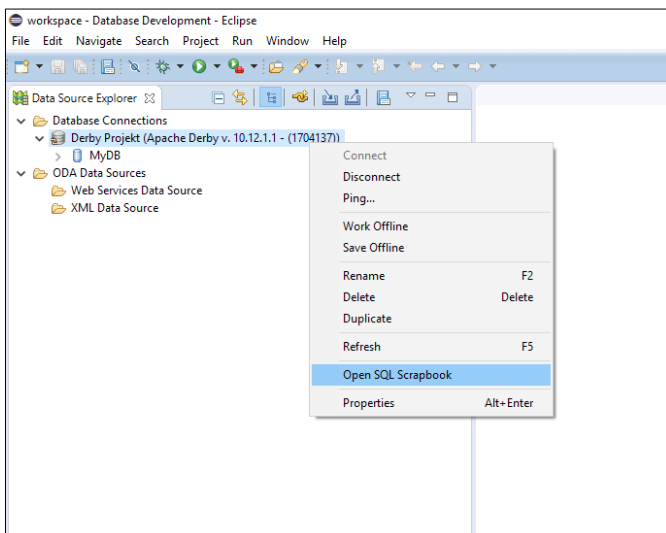 workspace - Database Development - Eclipse
File Edit Navigate Search Project Run Window Help
Data Source Explorer
Database Connections
Derby Projekt (Apache Derby v. 10.12.1.1 - (1704137))
MyDB
ODA Data Sources
Web Services Data Source
XML Data Source
Connect
Disconnect
Ping...
Work Offline
Save Offline
Rename F2
Delete Delete
Duplicate
Refresh F5
Open SQL Scrapbook
Properties Alt+Enter